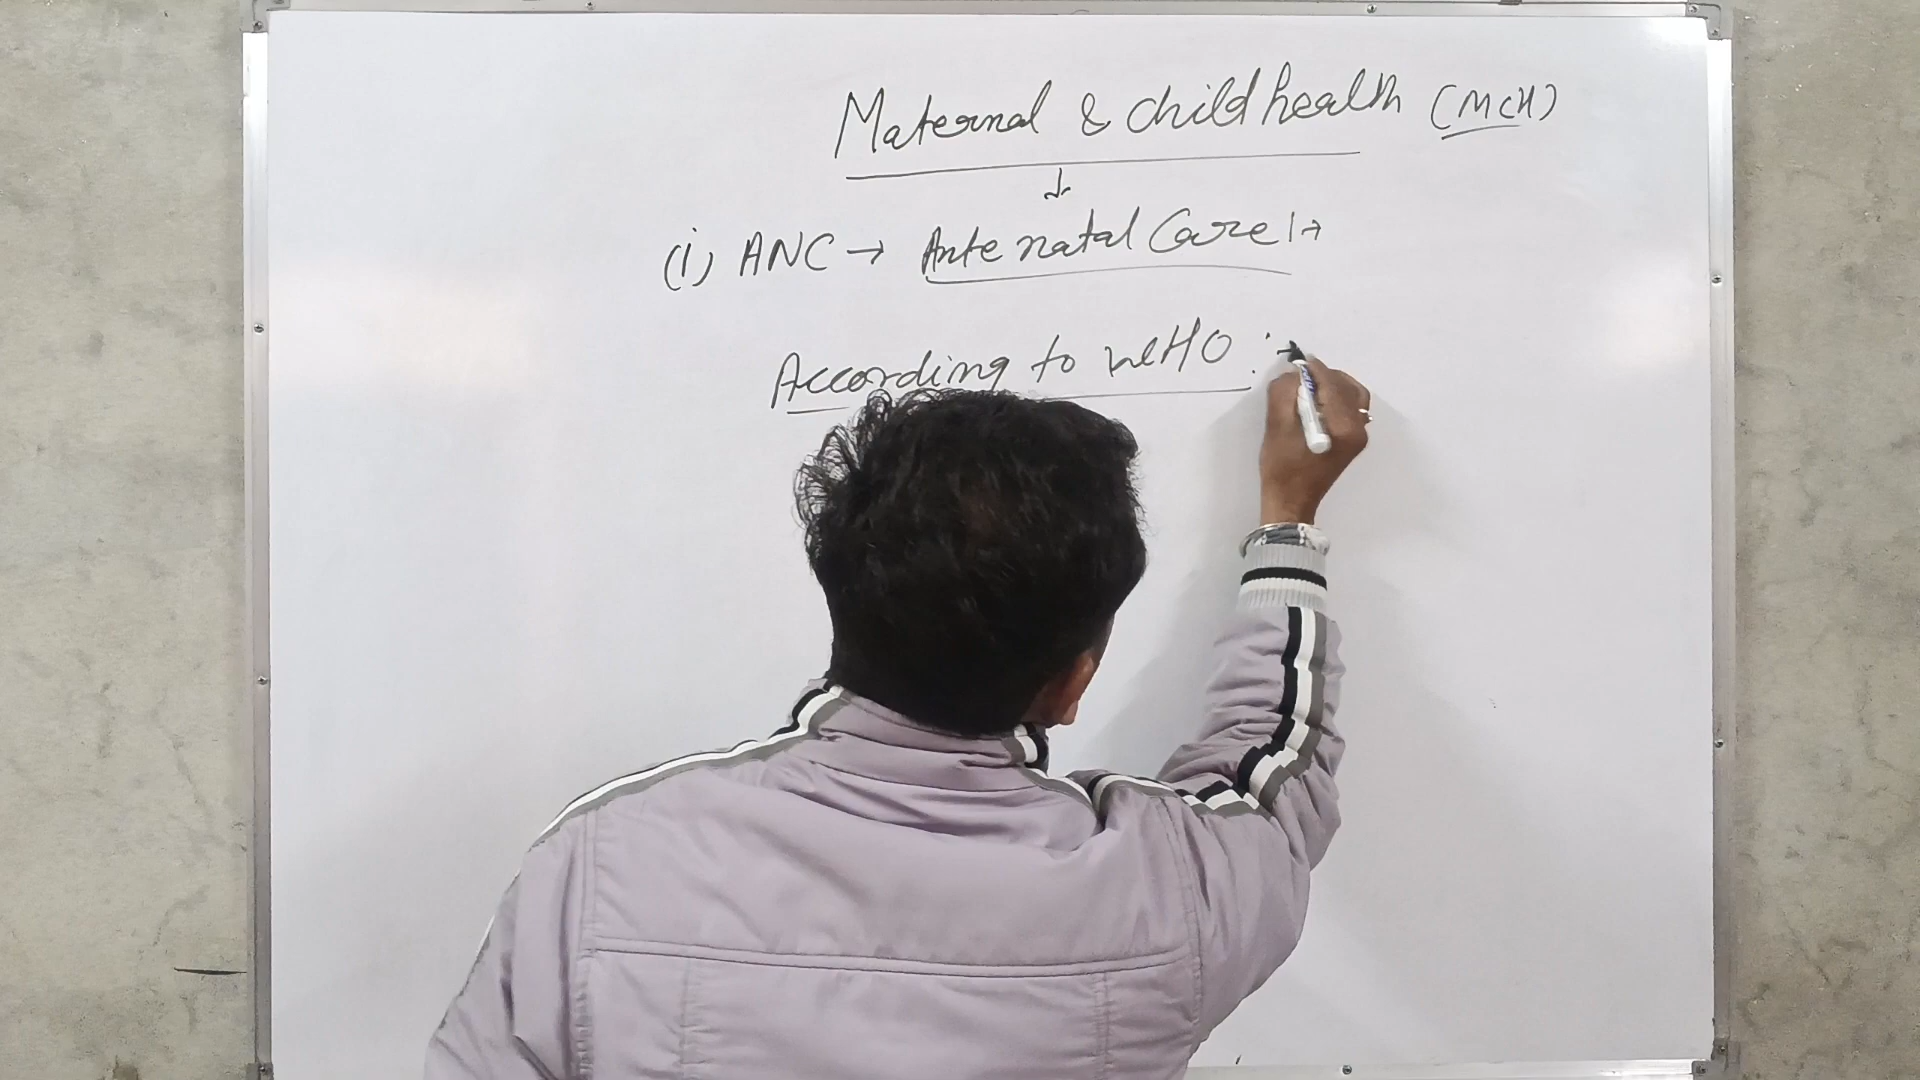 Maternal & child health (MCH)
(i) ANC → Ante natal Care :→
According to WHO :→